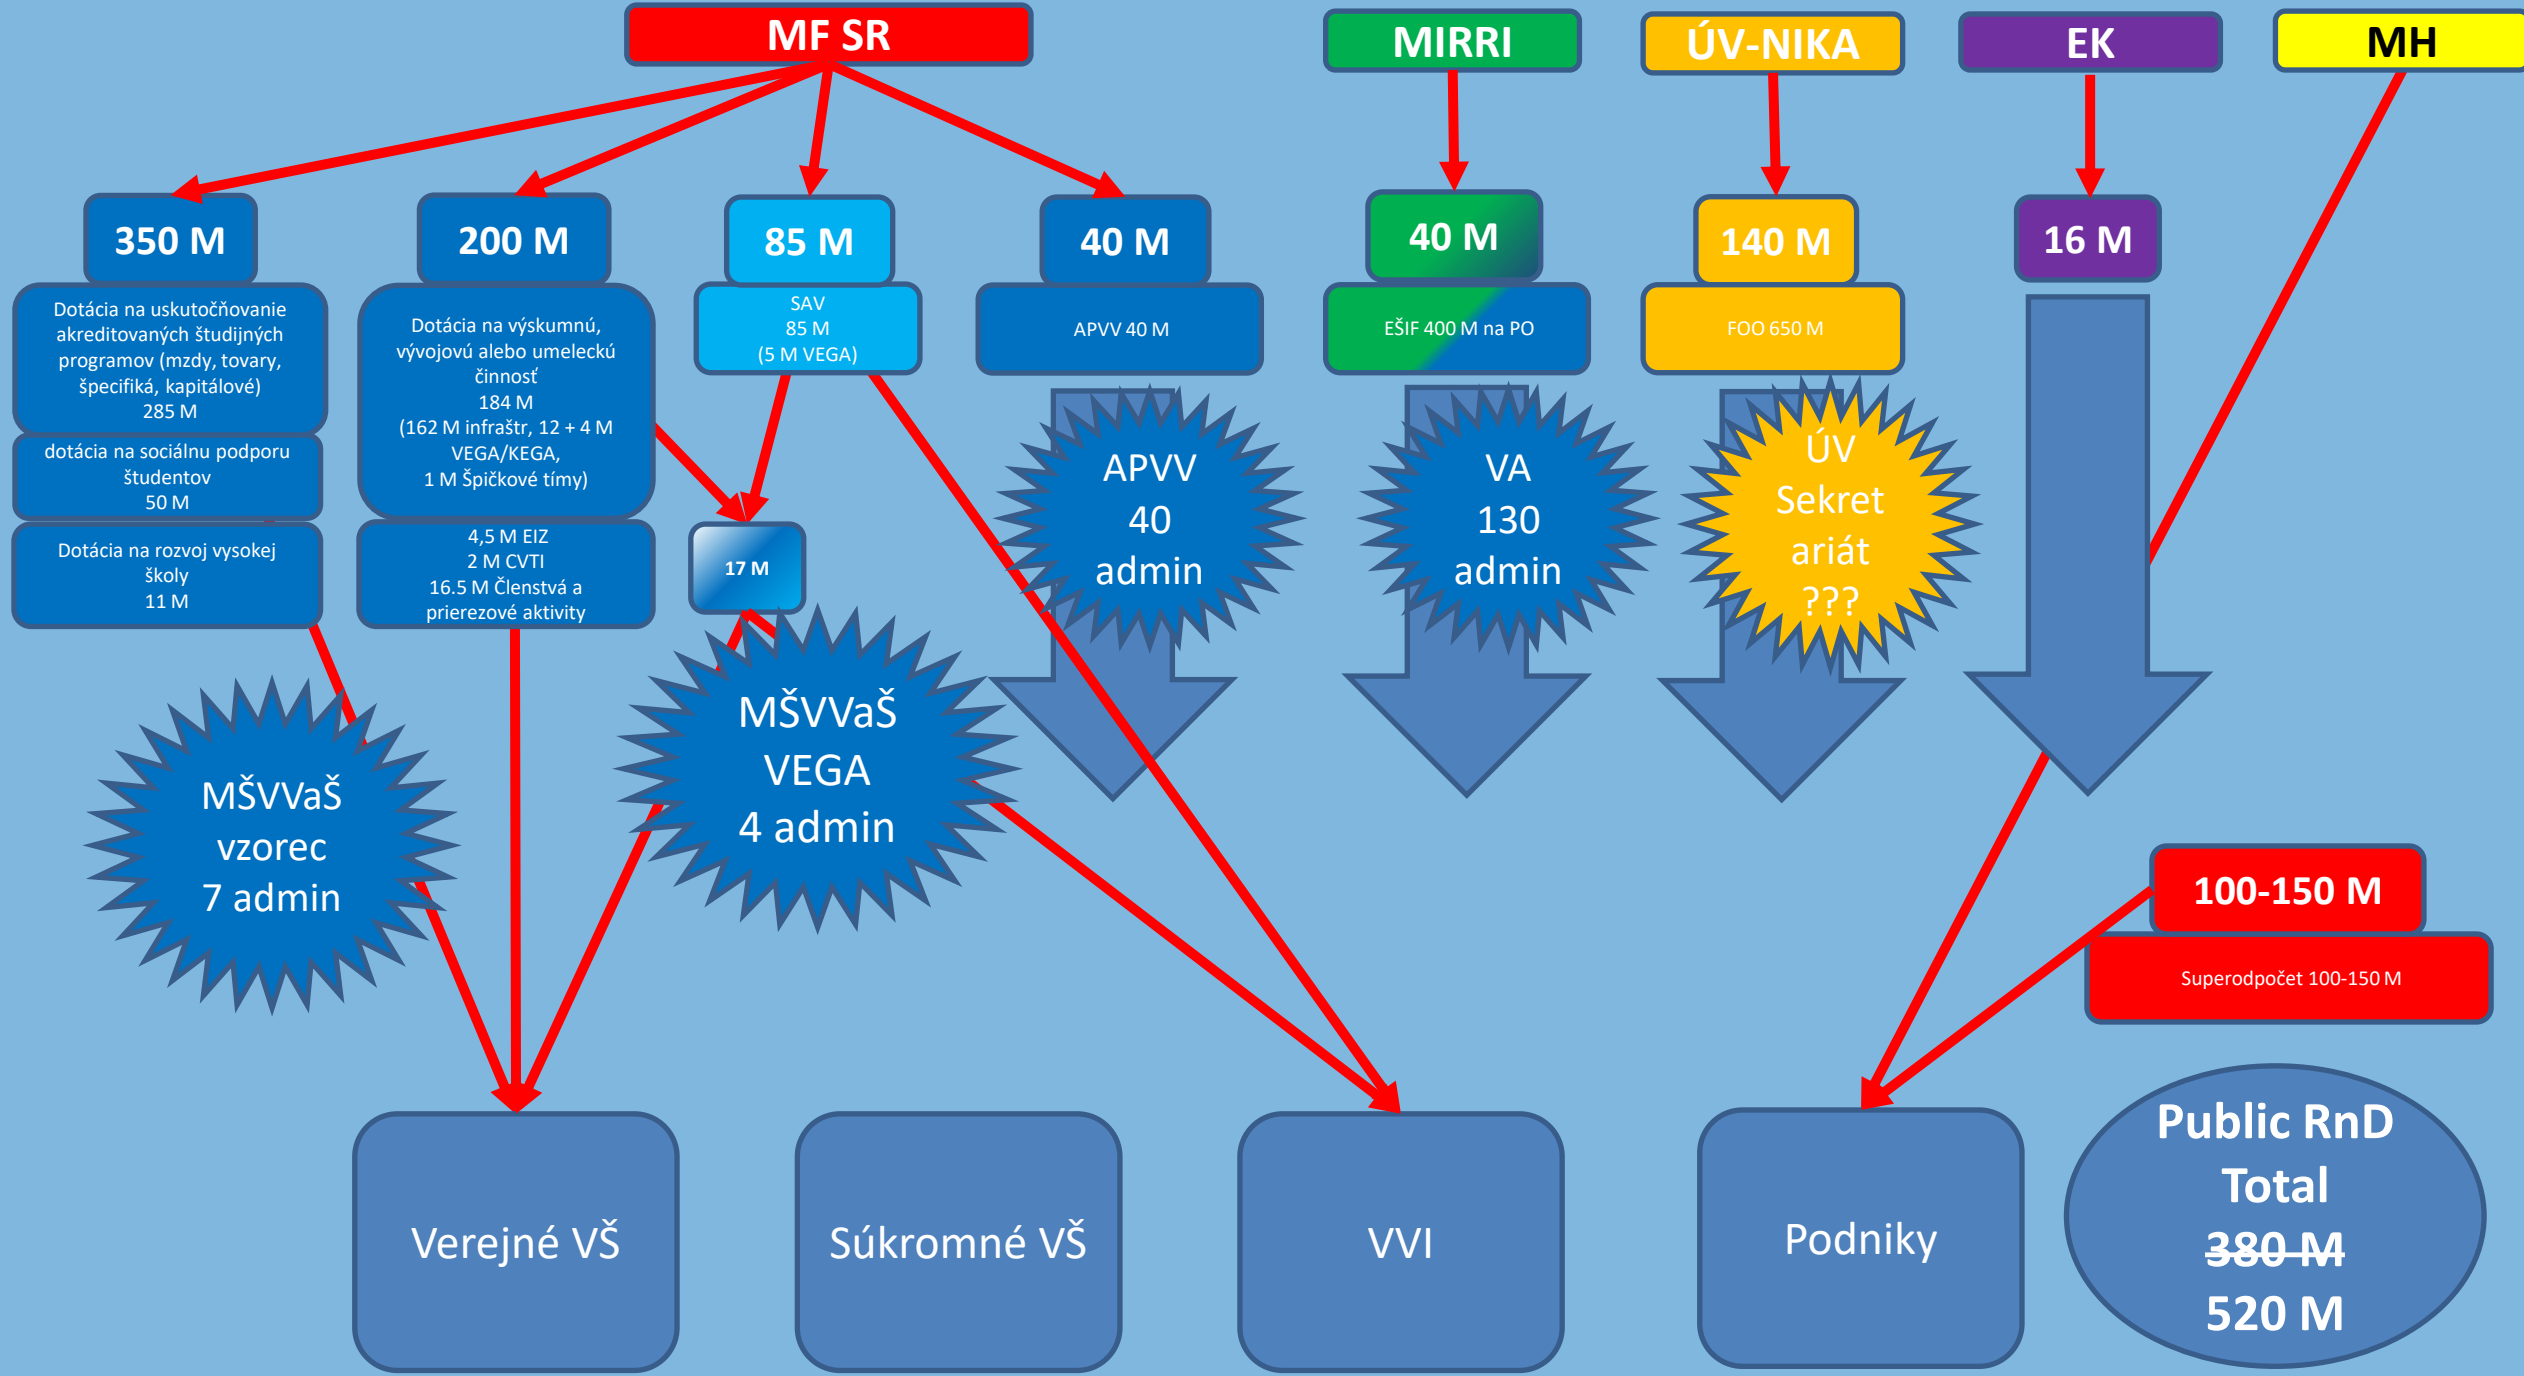 MF SR
MIRRI
ÚV-NIKA
EK
MH
350 M
200 M
85 M
40 M
40 M
140 M
16 M
Dotácia na uskutočňovanie
akreditovaných študijných
programov (mzdy, tovary,
špecifiká, kapitálové)
285 M
dotácia na sociálnu podporu
študentov
50 M
Dotácia na rozvoj vysokej
školy
11 M
Dotácia na výskumnú,
vývojovú alebo umeleckú
činnosť
184 M
(162 M infraštr, 12 + 4 M
VEGA/KEGA,
1 M Špičkové tímy)
4,5 M EIZ
2 M CVTI
16.5 M Členstvá a
prierezové aktivity
SAV
85 M
(5 M VEGA)
APVV 40 M
EŠIF 400 M na PO
FOO 650 M
17 M
APVV
40
admin
VA
130
admin
ÚV
Sekret
ariát
???
MŠVVaŠ
vzorec
7 admin
MŠVVaŠ
VEGA
4 admin
100-150 M
Superodpočet 100-150 M
Verejné VŠ
Súkromné VŠ
VVI
Podniky
Public RnD
Total
380 M
520 M